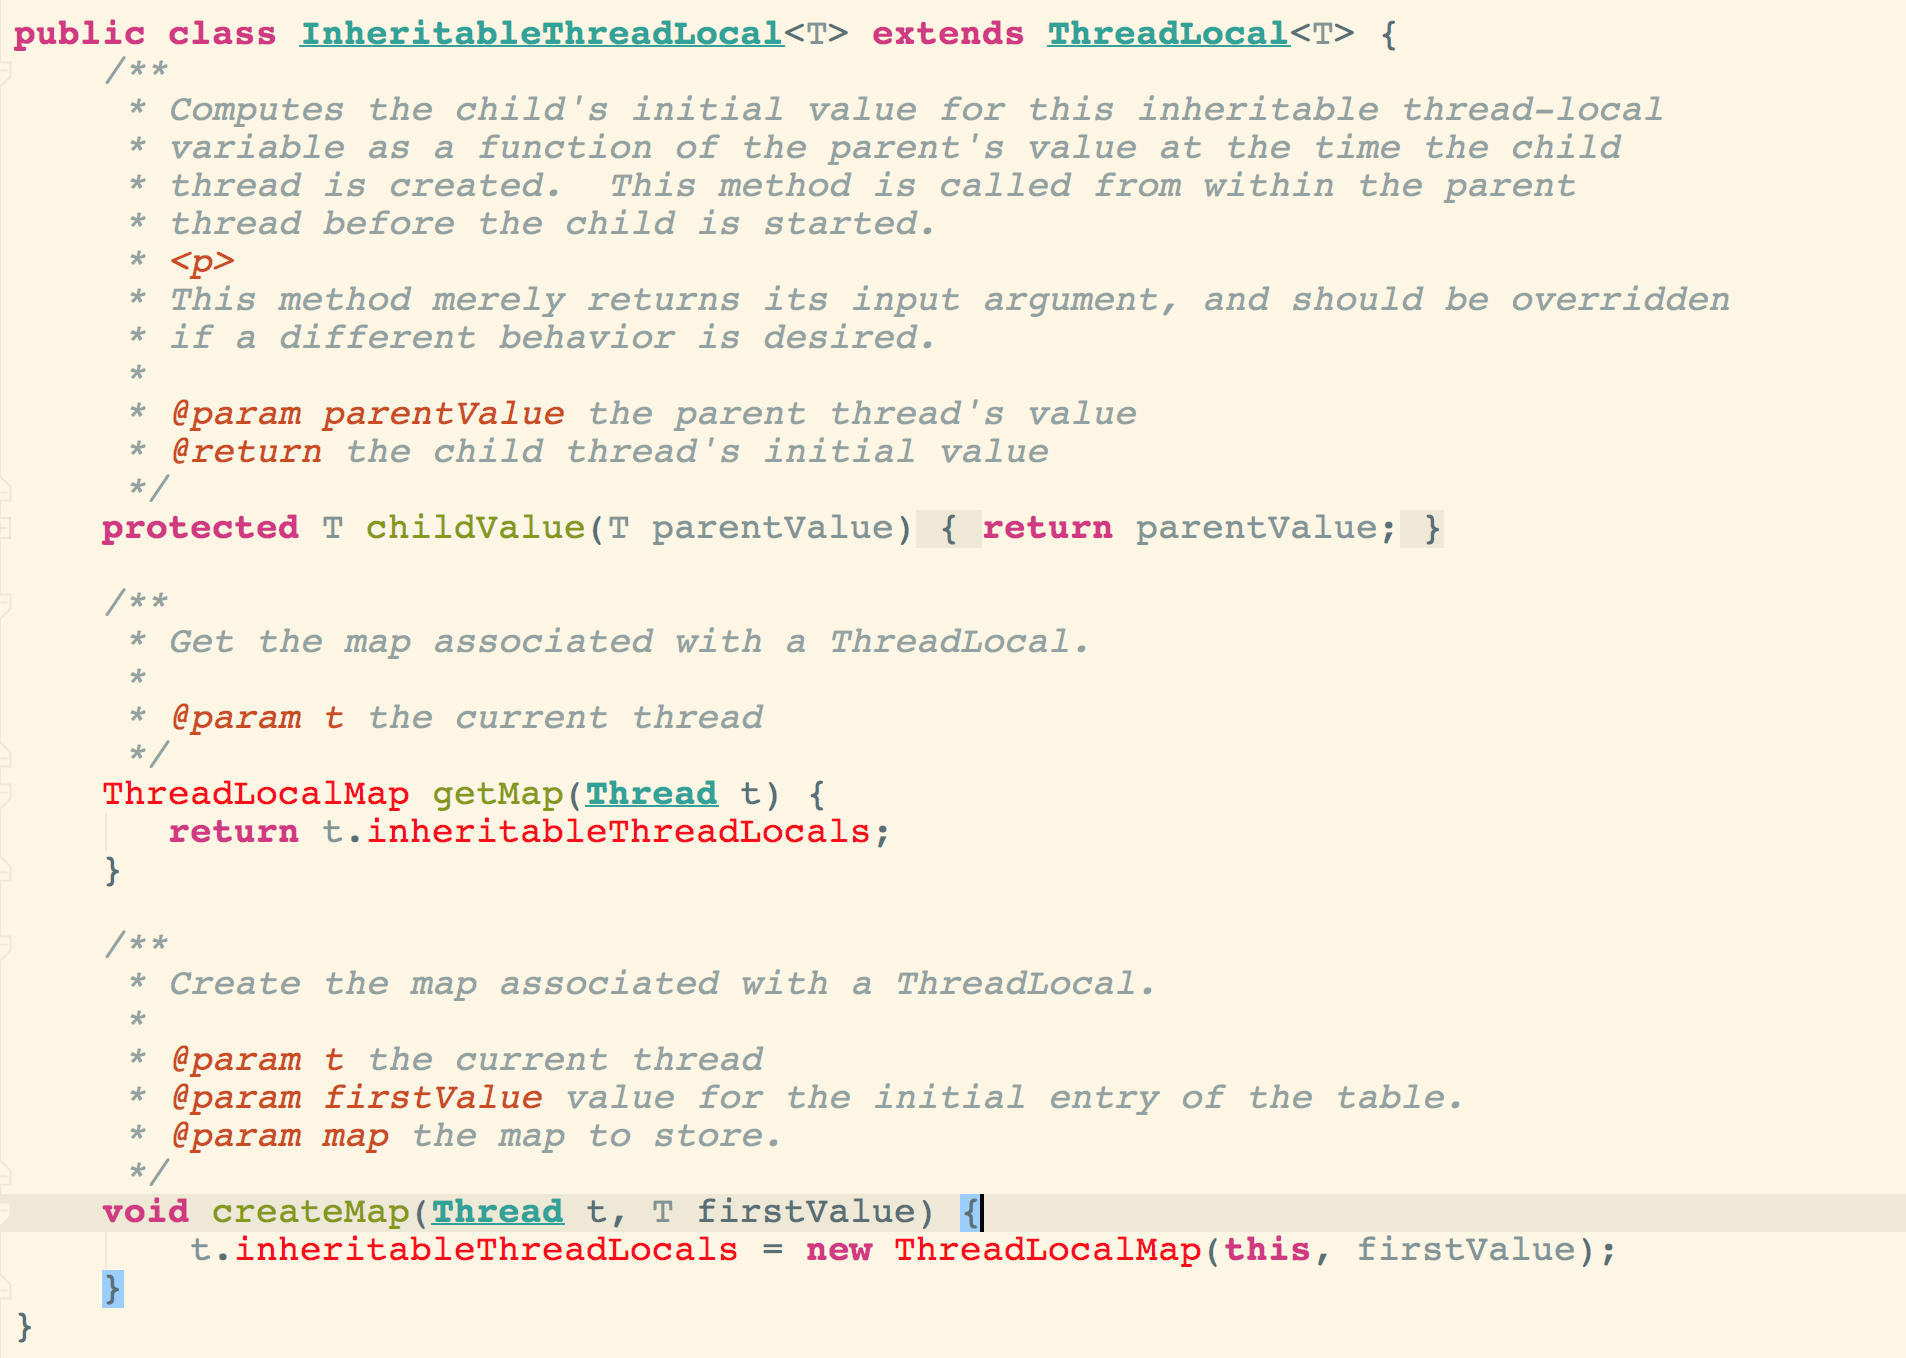 public class InheritableThreadLocal<T> extends ThreadLocal<T> {
    /**
     * Computes the child's initial value for this inheritable thread-local
     * variable as a function of the parent's value at the time the child
     * thread is created.  This method is called from within the parent
     * thread before the child is started.
     * <p>
     * This method merely returns its input argument, and should be overridden
     * if a different behavior is desired.
     *
     * @param parentValue the parent thread's value
     * @return the child thread's initial value
     */
    protected T childValue(T parentValue) { return parentValue; }

    /**
     * Get the map associated with a ThreadLocal.
     *
     * @param t the current thread
     */
    ThreadLocalMap getMap(Thread t) {
       return t.inheritableThreadLocals;
    }

    /**
     * Create the map associated with a ThreadLocal.
     *
     * @param t the current thread
     * @param firstValue value for the initial entry of the table.
     * @param map the map to store.
     */
    void createMap(Thread t, T firstValue) {
        t.inheritableThreadLocals = new ThreadLocalMap(this, firstValue);
    }
}